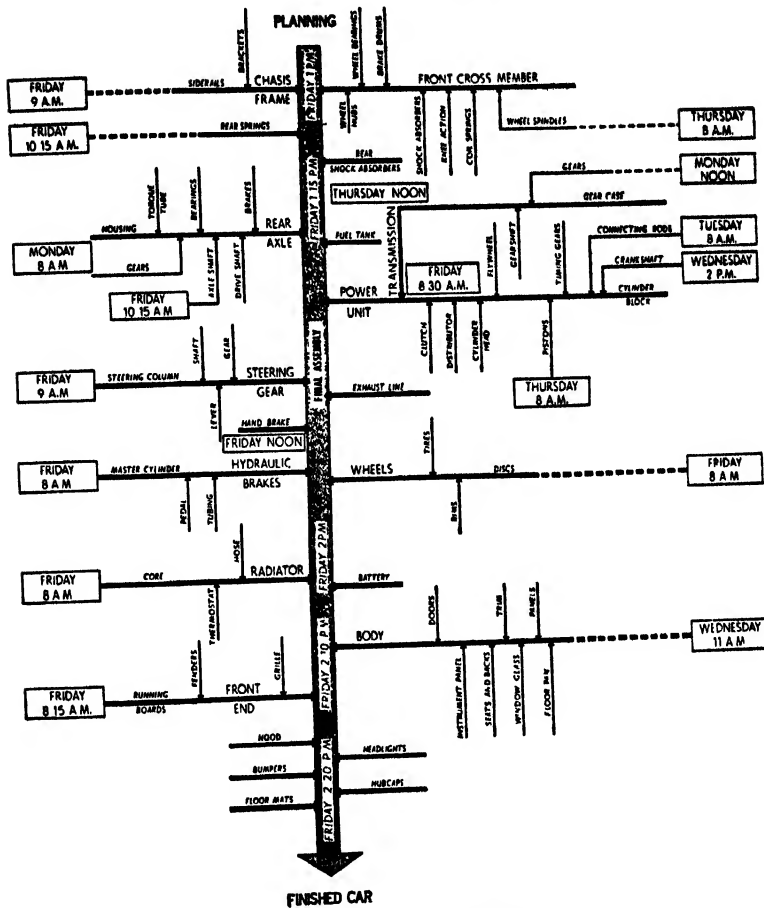 PLANNING
FRIDAY 1 PM
BRACKETS
SIDERAILS
CHASIS
FRAME
FRIDAY
9 A.M.
WHEEL BEARINGS
BRAKE DRUMS
FRONT CROSS MEMBER
WHEEL
HUBS
SHOCK ABSORBERS
KNEE ACTION
COIL SPRINGS
WHEEL SPINDLES
THURSDAY
8 A.M.
FRIDAY
10 15 A M.
REAR SPRINGS
REAR
SHOCK ABSORBERS
FRIDAY 1 15 P M
THURSDAY NOON
GEARS
MONDAY
NOON
GEAR CASE
TRANSMISSION
GEARSHIFT
TORQUE
TUBE
BEARINGS
BRAKES
HOUSING
REAR
AXLE
MONDAY
8 A M
GEARS
AXLE SHAFT
DRIVE SHAFT
FRIDAY
10 15 A M
FUEL TANK
CONNECTING RODS
TUESDAY
8 A.M.
CRANKSHAFT
WEDNESDAY
2 P.M.
FRIDAY
8 30 A.M.
FLYWHEEL
TIMING GEARS
POWER
UNIT
CYLINDER
BLOCK
CLUTCH
DISTRIBUTOR
CYLINDER
HEAD
PISTONS
THURSDAY
8 A.M.
FINAL ASSEMBLY
SHAFT
GEAR
FRIDAY
9 A.M
STEERING COLUMN
STEERING
GEAR
LEVER
EXHAUST LINE
HAND BRAKE
FRIDAY NOON
FRIDAY
8 A M
MASTER CYLINDER
HYDRAULIC
BRAKES
PEDAL
TUBING
TIRES
WHEELS
DISCS
RIMS
FRIDAY
8 A M
FRIDAY 2 P M
HOSE
FRIDAY
8 A M
CORE
RADIATOR
THERMOSTAT
BATTERY
FRIDAY 2 10 P M
DOORS
TRIM
PANELS
BODY
WEDNESDAY
11 A M
INSTRUMENT PANEL
SEATS AND BACKS
WINDOW GLASS
FLOOR PAN
FENDERS
GRILLE
FRIDAY
8 15 A M.
RUNNING
BOARDS
FRONT
END
FRIDAY 2 20 P M
HOOD
HEADLIGHTS
BUMPERS
HUBCAPS
FLOOR MATS
FINISHED CAR